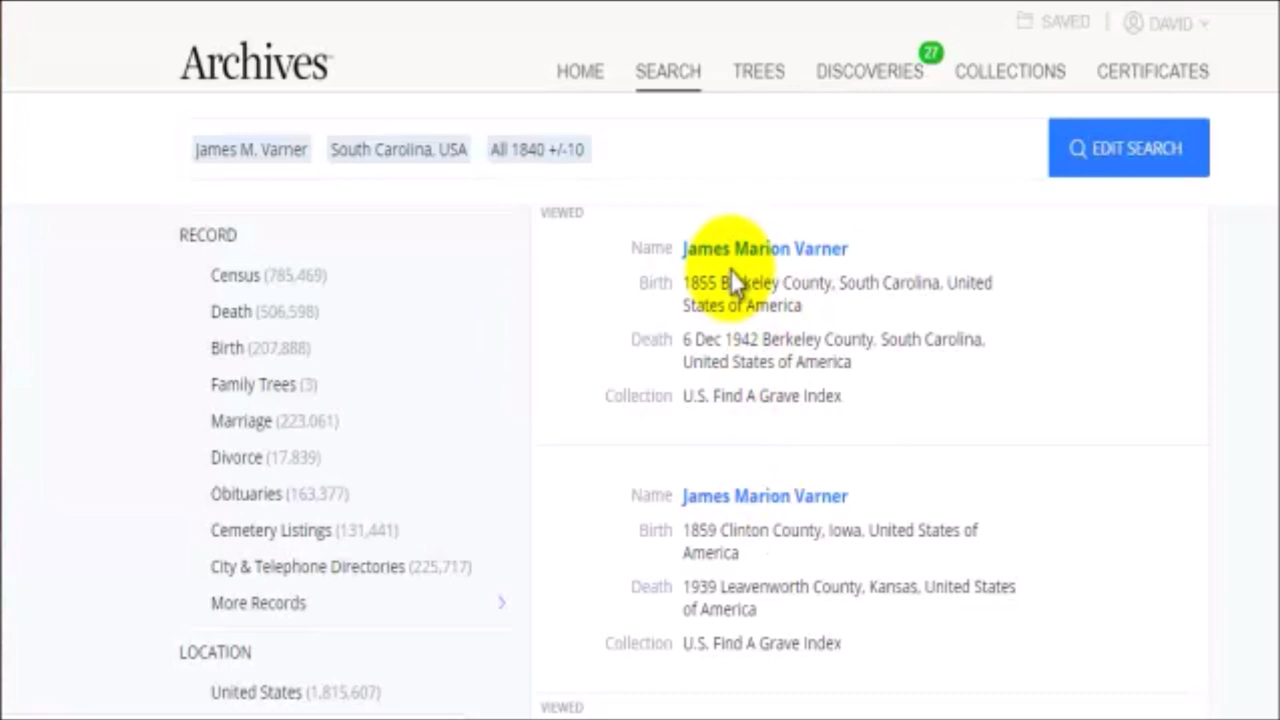 SAVED | DAVID
Archives
HOME SEARCH TREES DISCOVERIES 27 COLLECTIONS CERTIFICATES
James M. Varner South Carolina, USA All 1840 +/-10 EDIT SEARCH
VIEWED
RECORD
Census (785,469)
Death (506,598)
Birth (207,888)
Family Trees (3)
Marriage (223,061)
Divorce (17,839)
Obituaries (163,377)
Cemetery Listings (131,441)
City & Telephone Directories (225,717)
More Records
LOCATION
United States (1,815,607)
Name James Marion Varner
Birth 1855 Berkeley County, South Carolina, United
States of America
Death 6 Dec 1942 Berkeley County, South Carolina,
United States of America
Collection U.S. Find A Grave Index
Name James Marion Varner
Birth 1859 Clinton County, Iowa, United States of
America
Death 1939 Leavenworth County, Kansas, United States
of America
Collection U.S. Find A Grave Index
VIEWED